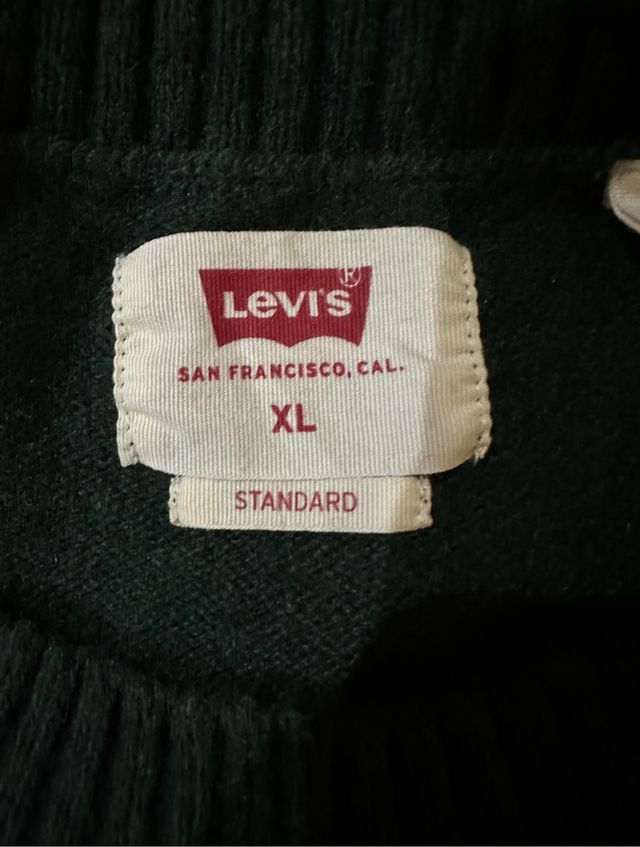 Levi's®
SAN FRANCISCO, CAL.
XL
STANDARD